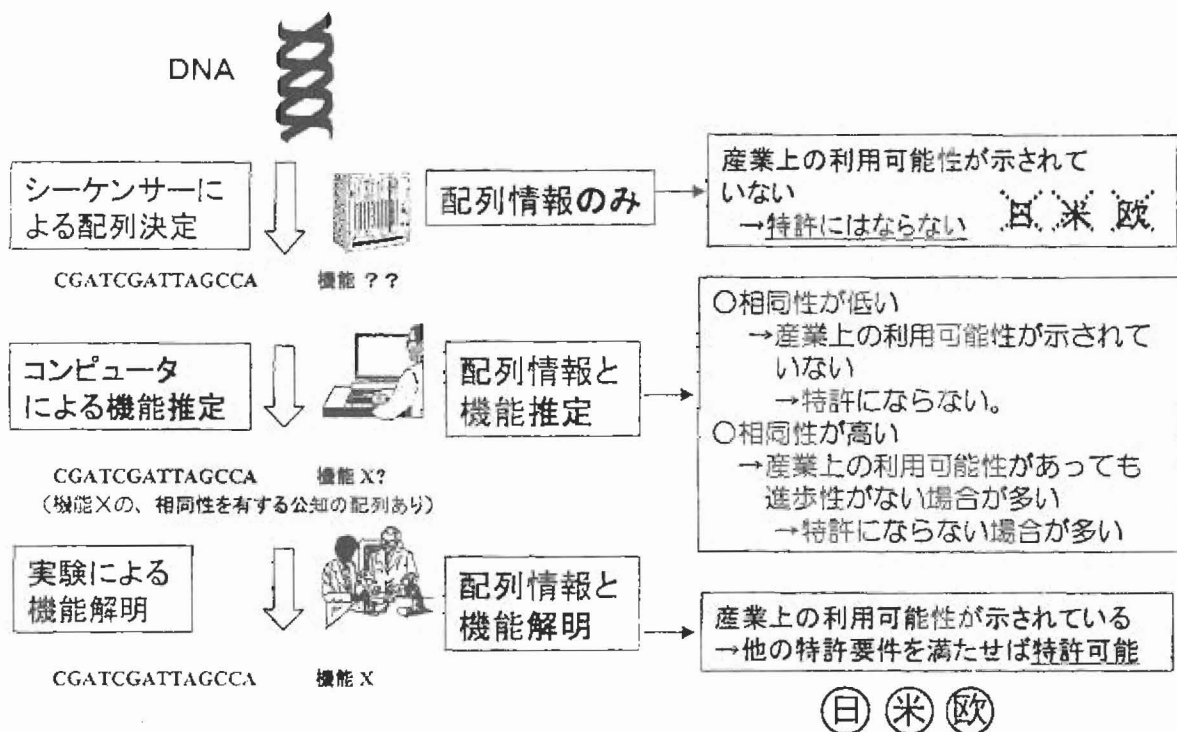 DNA
シーケンサーに
よる配列決定
配列情報のみ
産業上の利用可能性が示されて
いない
→特許にはならない
日 米 欧
CGATCGATTAGCCA
機能 ? ?
コンピュータ
による機能推定
配列情報と
機能推定
○相同性が低い
→産業上の利用可能性が示されて
いない
→特許にならない。
○相同性が高い
→産業上の利用可能性があっても
進歩性がない場合が多い
→特許にならない場合が多い
CGATCGATTAGCCA
機能 X?
（機能Xの、相同性を有する公知の配列あり）
実験による
機能解明
配列情報と
機能解明
産業上の利用可能性が示されている
→他の特許要件を満たせば特許可能
CGATCGATTAGCCA
機能 X
日 米 欧